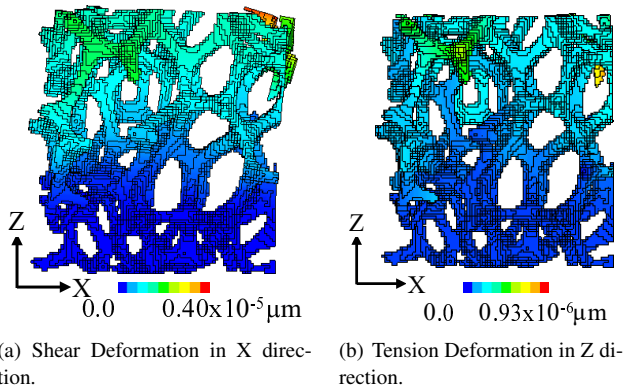 Z
X
0.0 0.40x10⁻⁵μm
(a) Shear Deformation in X direc-
tion.
Z
X
0.0 0.93x10⁻⁶μm
(b) Tension Deformation in Z di-
rection.